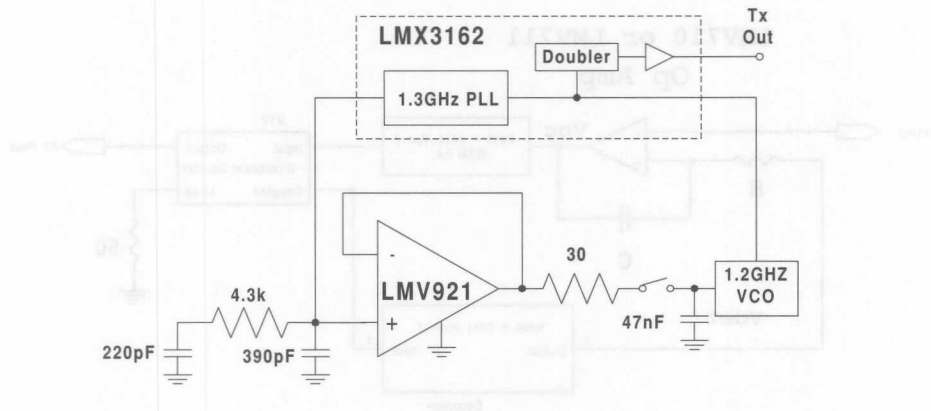 Tx
Out
LMX3162
Doubler
1.3GHz PLL
-
LMV921
+
30
1.2GHZ
VCO
4.3k
47nF
220pF
390pF